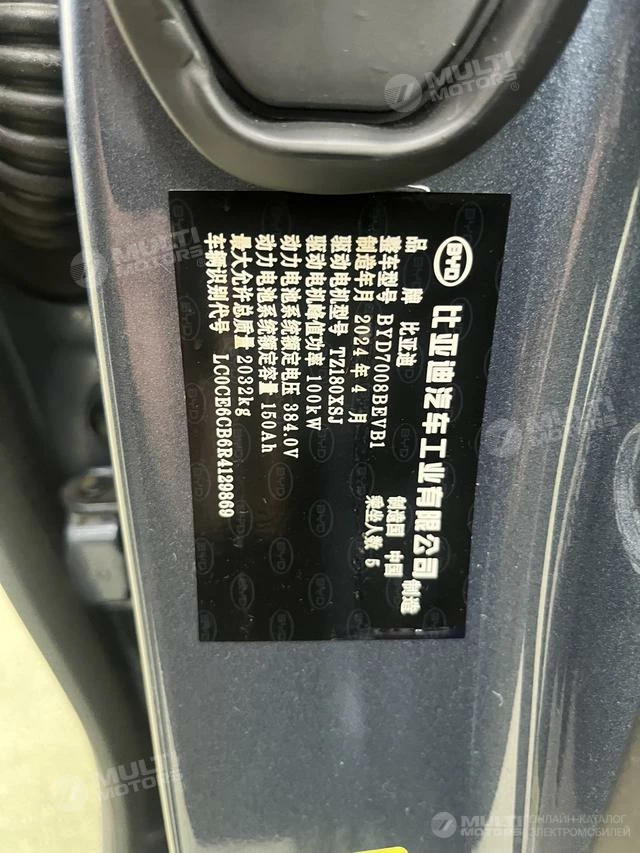 BYD 比亚迪汽车工业有限公司 制造
品牌 比亚迪 制造国 中国
整车型号 BYD7008BEVB1 乘坐人数 5
制造年月 2024 年 4 月
驱动电机型号 TZ180XSJ
驱动电机峰值功率 100kW
动力电池系统额定电压 384.0V
动力电池系统额定容量 150Ah
最大允许总质量 2032kg
车辆识别代号 LC0CE6CB6R4129869
MULTI MOTORS®
MULTI MOTORS
MULTI MOTORS
MULTI MOTORS
ОНЛАЙН-КАТАЛОГ
ЭЛЕКТРОМОБИЛЕЙ